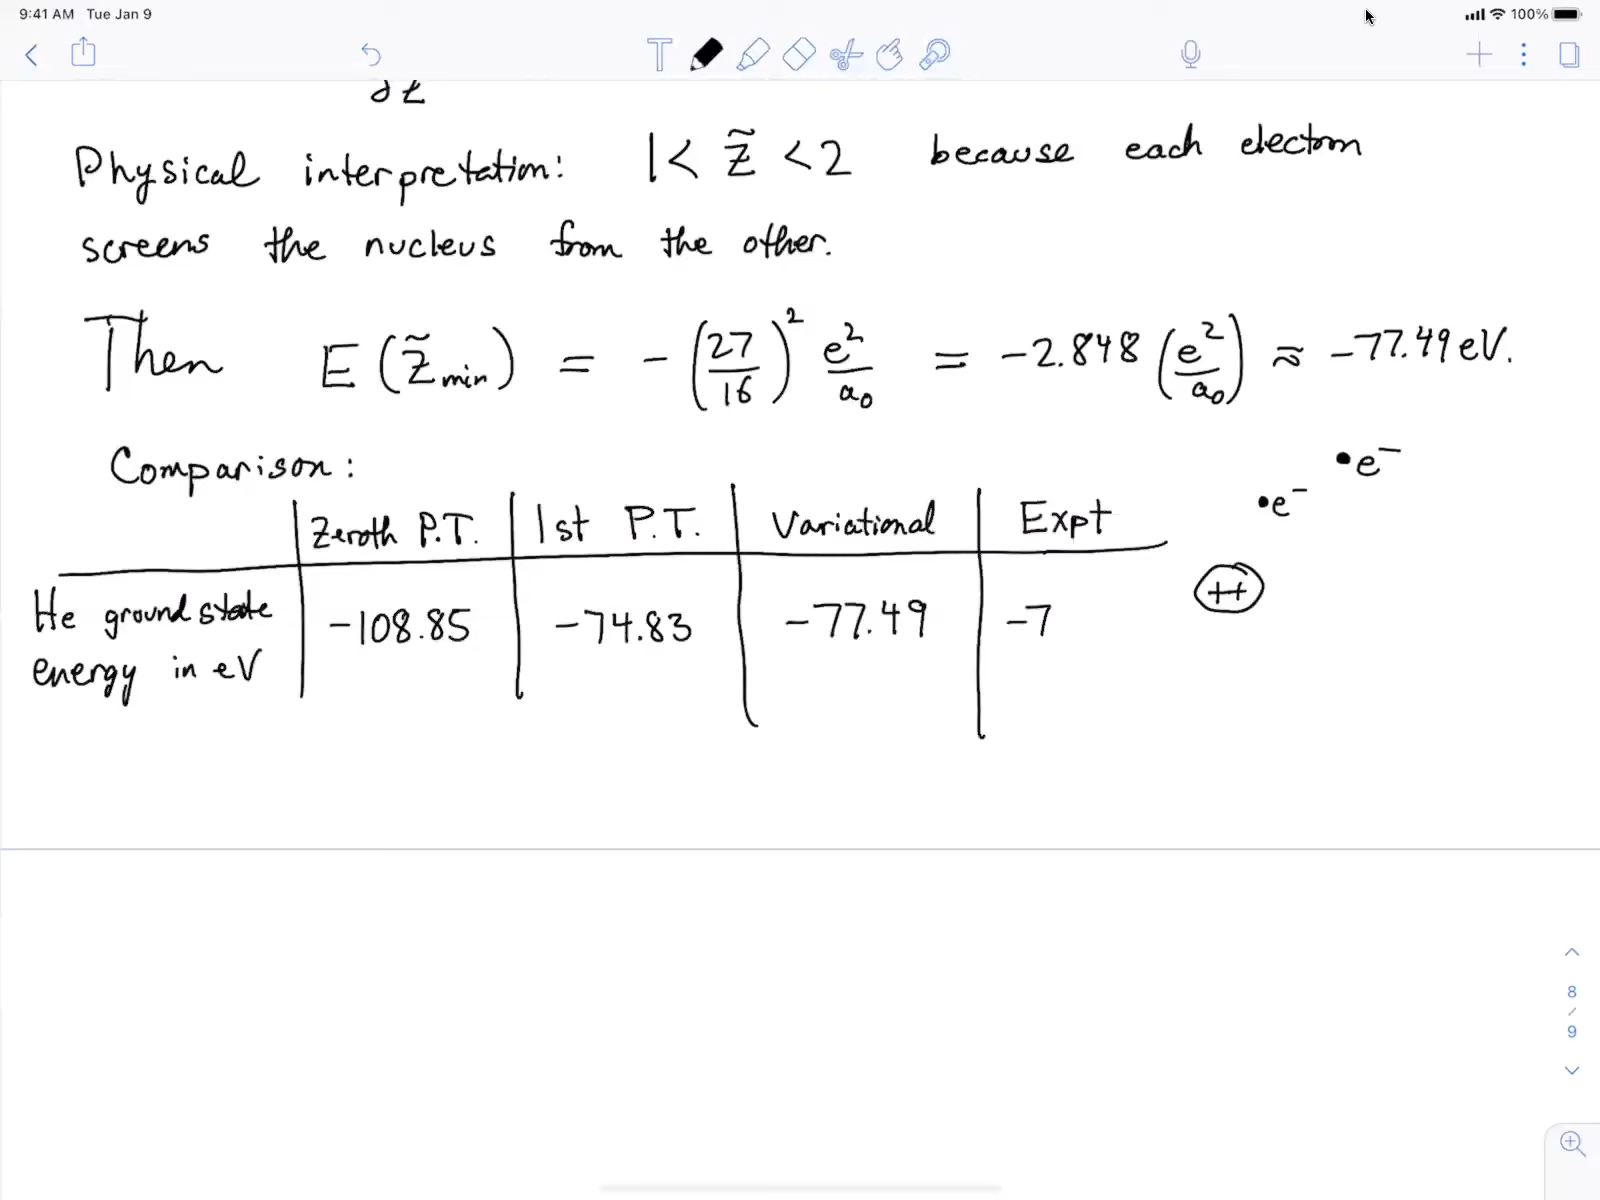 9:41 AM Tue Jan 9
100%
T
Physical interpretation: 1 < Z̃ < 2 because each electron
screens the nucleus from the other.
Then E(Z̃min) = -(27/16)² e²/a₀ = -2.848 (e²/a₀) ≈ -77.49 eV.
Comparison:
•e⁻
•e⁻
Zeroth P.T. 1st P.T. Variational Expt
++
He ground state -108.85 -74.83 -77.49 -7
energy in eV
8
/
9